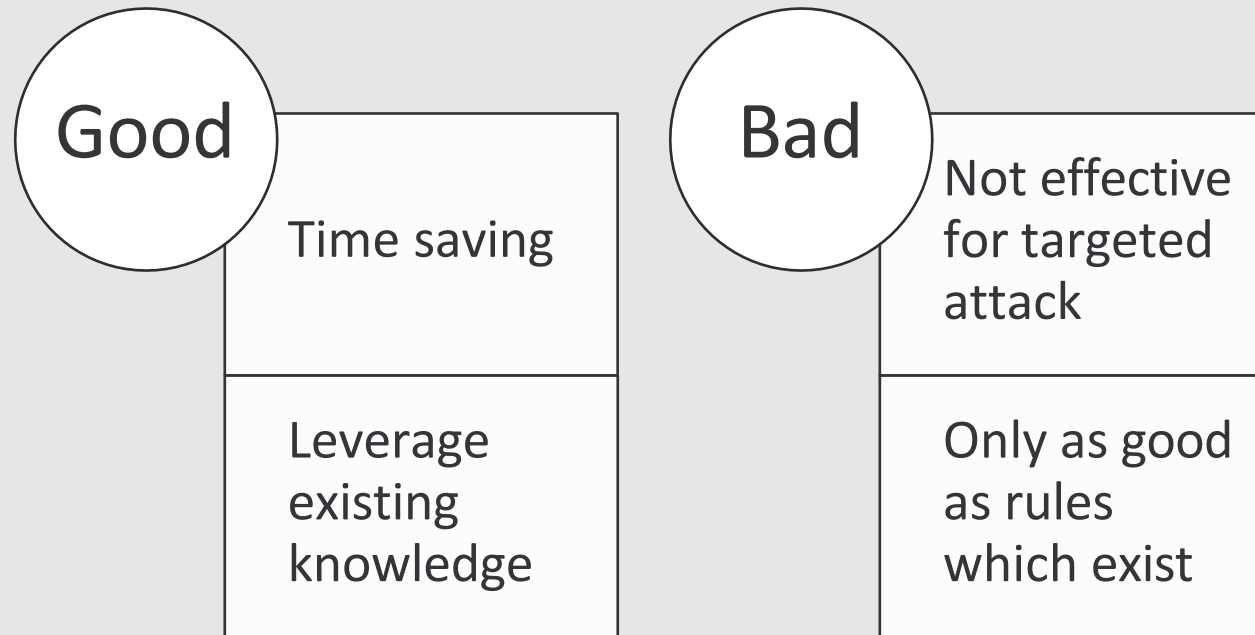 Good
Time saving
Leverage
existing
knowledge
Bad
Not effective
for targeted
attack
Only as good
as rules
which exist